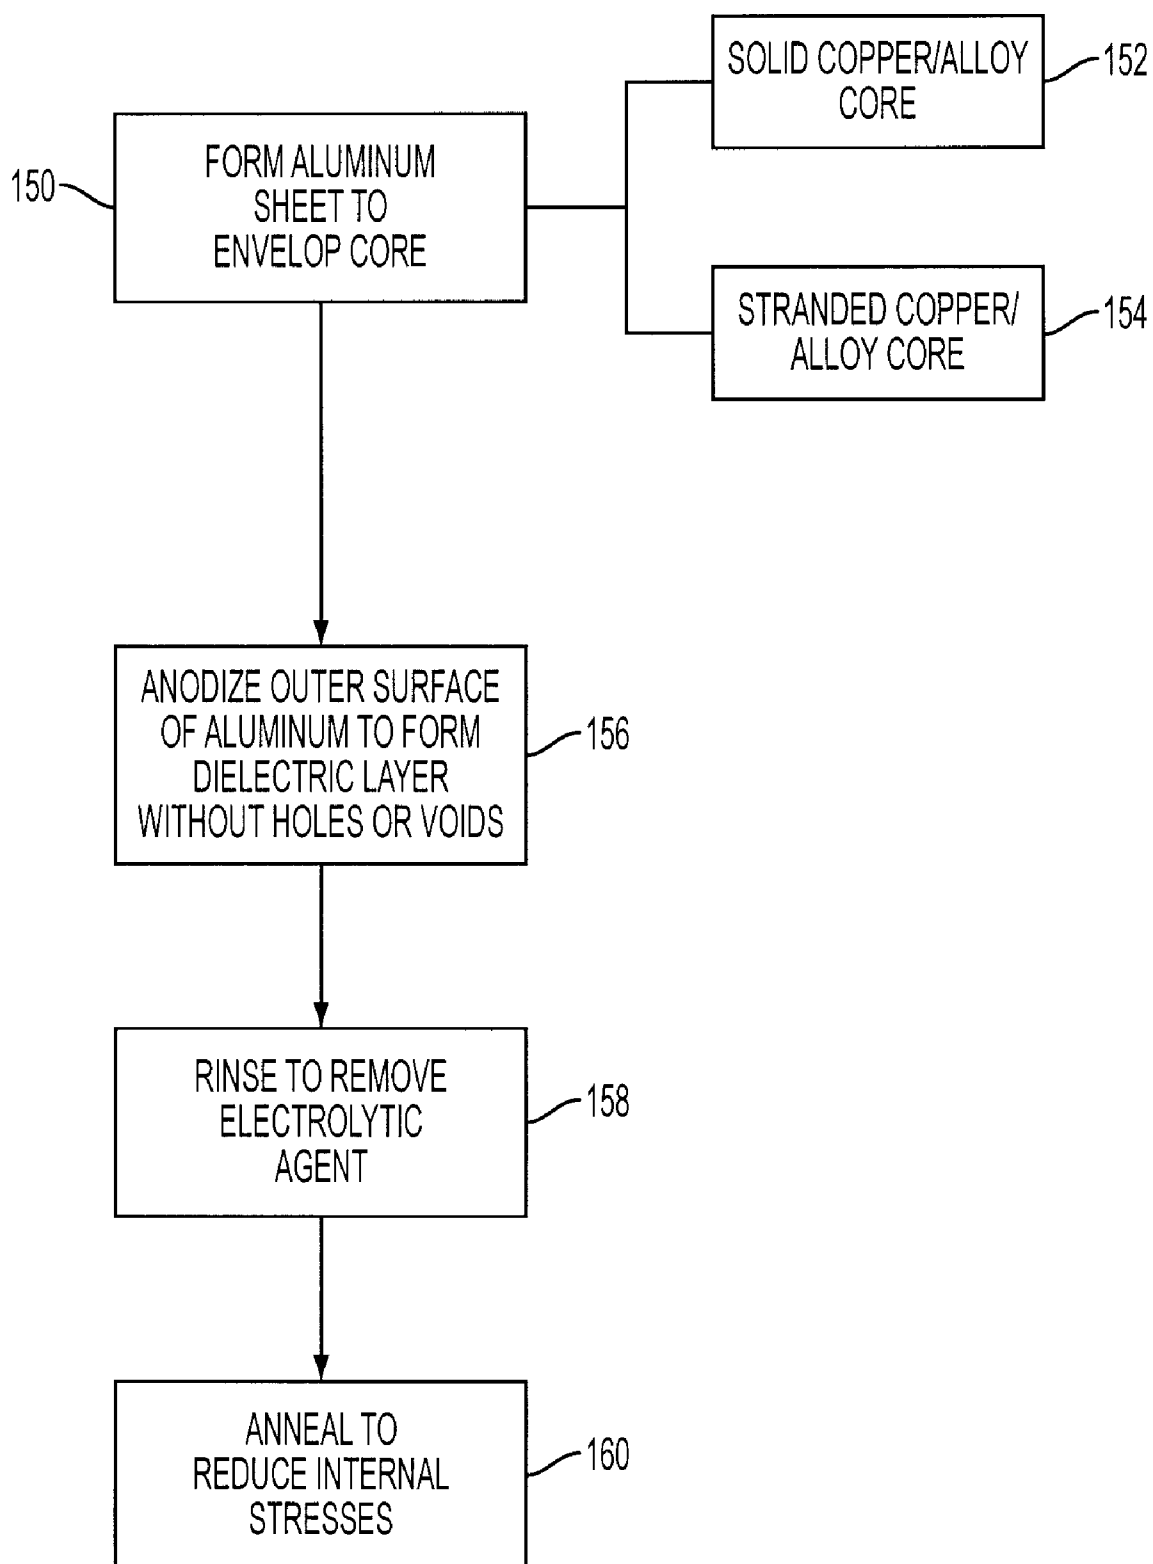 SOLID COPPER/ALLOY
CORE
152
FORM ALUMINUM
SHEET TO
ENVELOP CORE
150
STRANDED COPPER/
ALLOY CORE
154
ANODIZE OUTER SURFACE
OF ALUMINUM TO FORM
DIELECTRIC LAYER
WITHOUT HOLES OR VOIDS
156
RINSE TO REMOVE
ELECTROLYTIC
AGENT
158
ANNEAL TO
REDUCE INTERNAL
STRESSES
160